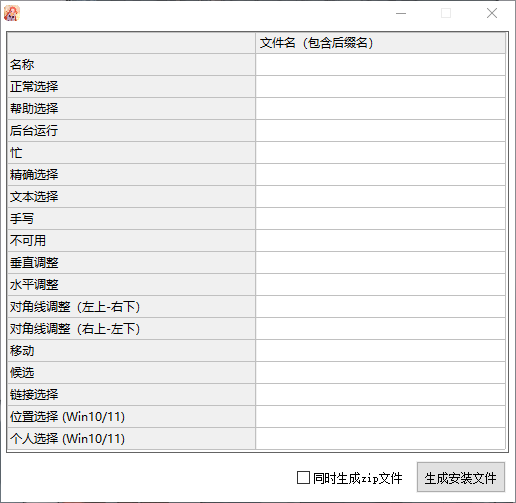 文件名（包含后缀名）
名称
正常选择
帮助选择
后台运行
忙
精确选择
文本选择
手写
不可用
垂直调整
水平调整
对角线调整（左上-右下）
对角线调整（右上-左下）
移动
候选
链接选择
位置选择 (Win10/11)
个人选择 (Win10/11)
同时生成zip文件 生成安装文件